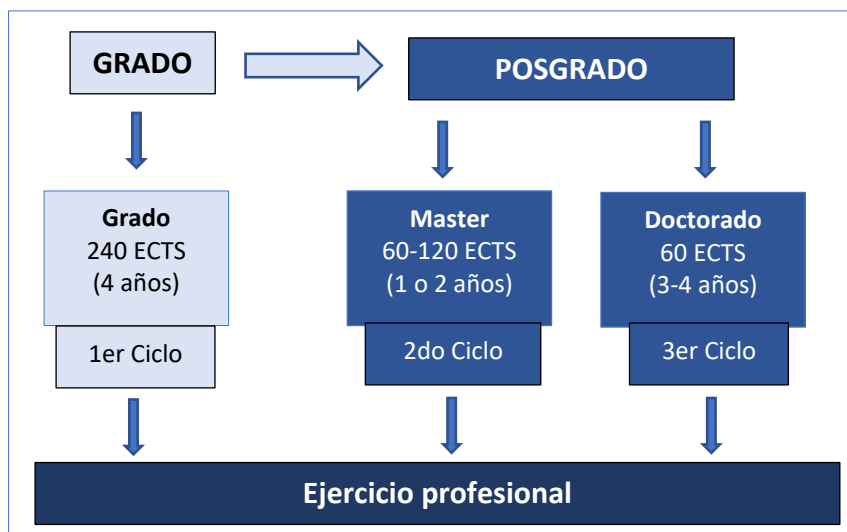 GRADO
POSGRADO
Grado
240 ECTS
(4 años)
1er Ciclo
Master
60-120 ECTS
(1 o 2 años)
2do Ciclo
Doctorado
60 ECTS
(3-4 años)
3er Ciclo
Ejercicio profesional